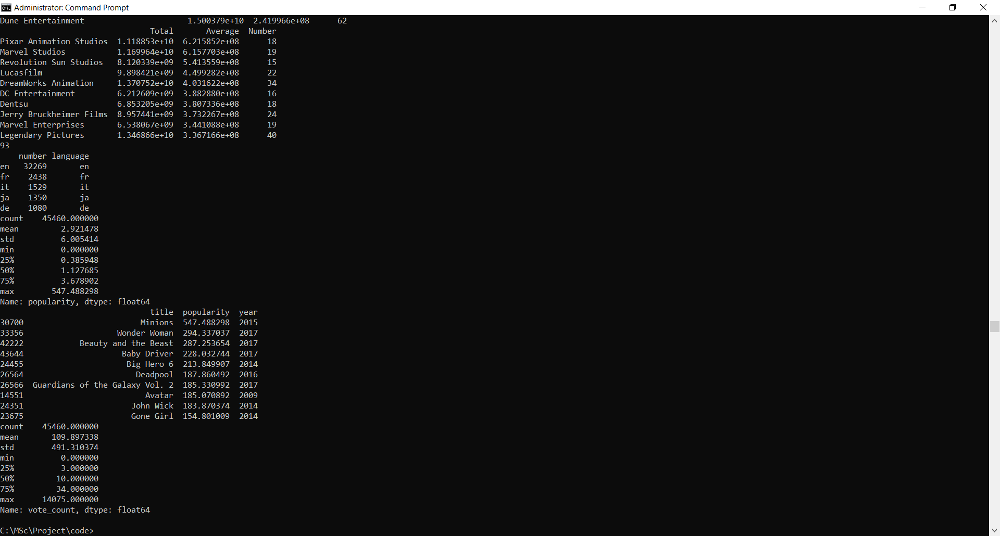 Administrator: Command Prompt
Dune Entertainment 1.500379e+10 2.419966e+08 62
Total Average Number
Pixar Animation Studios 1.118853e+10 6.215852e+08 18
Marvel Studios 1.169964e+10 6.157703e+08 19
Revolution Sun Studios 8.120339e+09 5.413559e+08 15
Lucasfilm 9.898421e+09 4.499282e+08 22
DreamWorks Animation 1.370752e+10 4.031622e+08 34
DC Entertainment 6.212609e+09 3.882880e+08 16
Dentsu 6.853205e+09 3.807336e+08 18
Jerry Bruckheimer Films 8.957441e+09 3.732267e+08 24
Marvel Enterprises 6.538067e+09 3.441088e+08 19
Legendary Pictures 1.346866e+10 3.367166e+08 40
93
number language
en 32269 en
fr 2438 fr
it 1529 it
ja 1350 ja
de 1080 de
count 45460.000000
mean 2.921478
std 6.005414
min 0.000000
25% 0.385948
50% 1.127685
75% 3.678902
max 547.488298
Name: popularity, dtype: float64
title popularity year
30700 Minions 547.488298 2015
33356 Wonder Woman 294.337037 2017
42222 Beauty and the Beast 287.253654 2017
43644 Baby Driver 228.032744 2017
24455 Big Hero 6 213.849907 2014
26564 Deadpool 187.860492 2016
26566 Guardians of the Galaxy Vol. 2 185.330992 2017
14551 Avatar 185.070892 2009
24351 John Wick 183.870374 2014
23675 Gone Girl 154.801009 2014
count 45460.000000
mean 109.897338
std 491.310374
min 0.000000
25% 3.000000
50% 10.000000
75% 34.000000
max 14075.000000
Name: vote_count, dtype: float64
C:\MSc\Project\code>